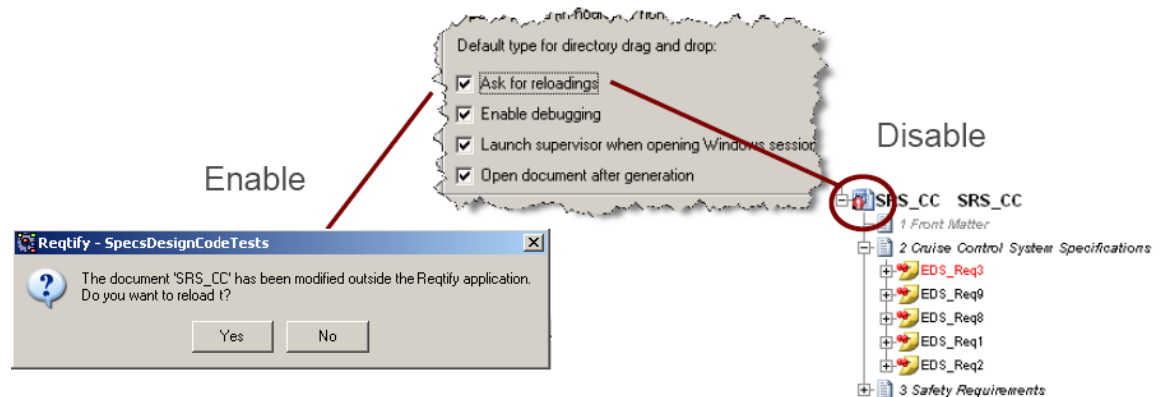 Default type for directory drag and drop:
Ask for reloadings
Enable debugging
Launch supervisor when opening Windows session
Open document after generation
Enable
Disable
Reqtify - SpecsDesignCodeTests
The document 'SRS_CC' has been modified outside the Reqtify application.
Do you want to reload t?
Yes No
SRS_CC SRS_CC
1 Front Matter
2 Cruise Control System Specifications
EDS_Req3
EDS_Req9
EDS_Req8
EDS_Req1
EDS_Req2
3 Safety Requirements